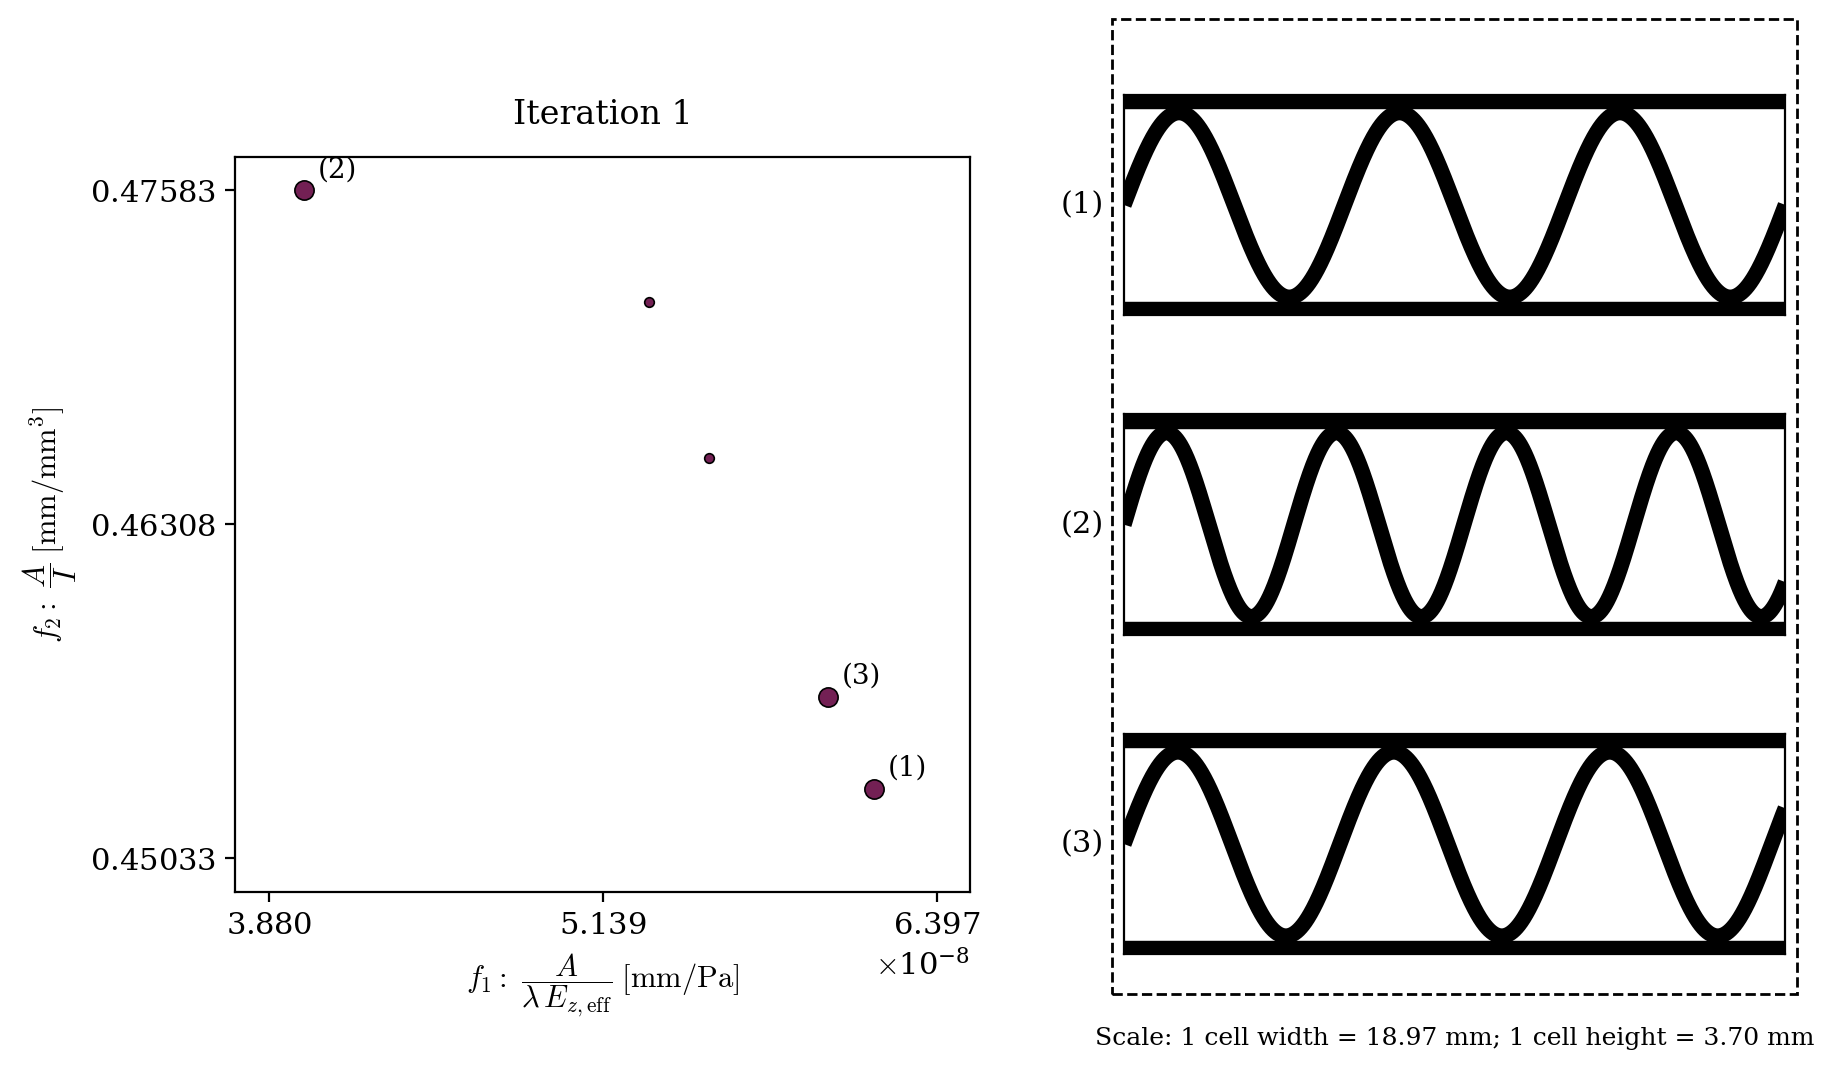 Iteration 1
0.47583
0.46308
0.45033
f₂ : A/I [mm/mm³]
(2)
(3)
(1)
3.880 5.139 6.397
×10⁻⁸
f₁ : A/(λ E_z,eff) [mm/Pa]
(1)
(2)
(3)
Scale: 1 cell width = 18.97 mm; 1 cell height = 3.70 mm